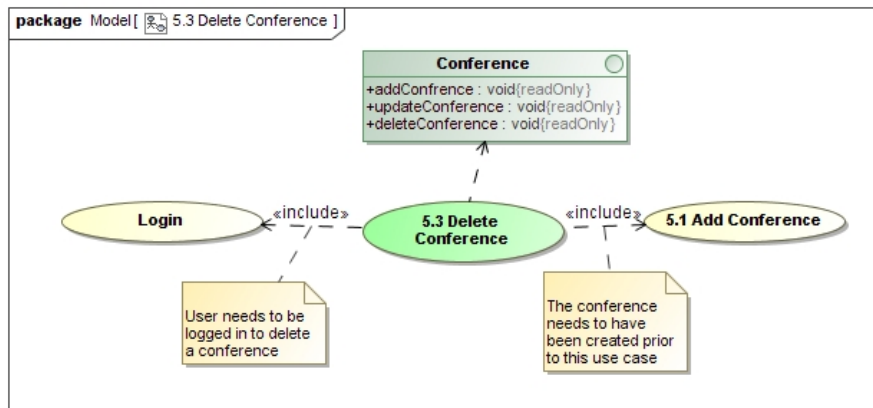 package Model [ 5.3 Delete Conference ]
Conference
+addConfrence : void{readOnly}
+updateConference : void{readOnly}
+deleteConference : void{readOnly}
Login
«include»
5.3 Delete
Conference
«include»
5.1 Add Conference
User needs to be
logged in to delete
a conference
The conference
needs to have
been created prior
to this use case